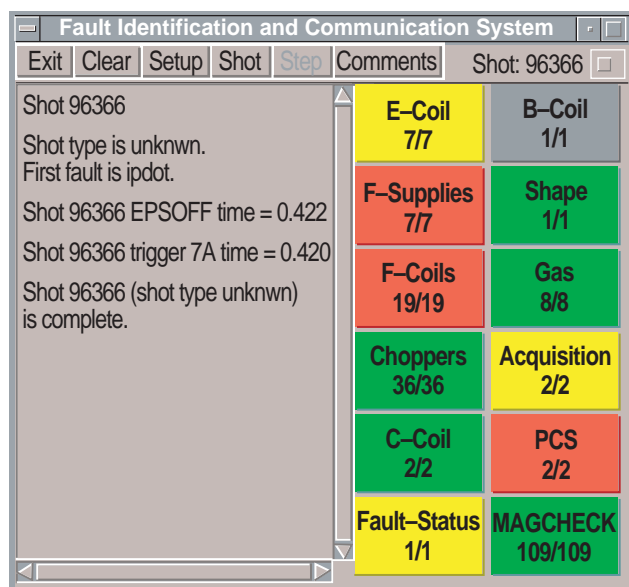 Fault Identification and Communication System
Exit Clear Setup Shot Step Comments Shot: 96366
Shot 96366
Shot type is unknwn.
First fault is ipdot.
Shot 96366 EPSOFF time = 0.422
Shot 96366 trigger 7A time = 0.420
Shot 96366 (shot type unknwn)
is complete.
E–Coil
7/7
B–Coil
1/1
F–Supplies
7/7
Shape
1/1
F–Coils
19/19
Gas
8/8
Choppers
36/36
Acquisition
2/2
C–Coil
2/2
PCS
2/2
Fault–Status
1/1
MAGCHECK
109/109